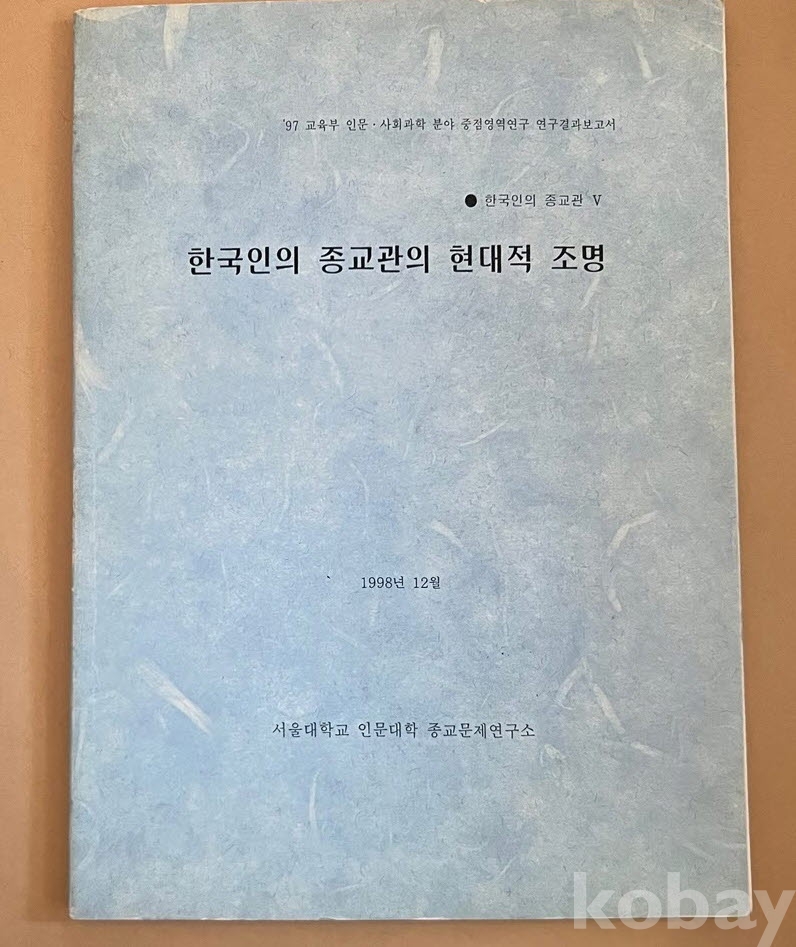 '97 교육부 인문·사회과학 분야 중점영역연구 연구결과보고서
● 한국인의 종교관 V
한국인의 종교관의 현대적 조명
1998년 12월
서울대학교 인문대학 종교문제연구소
kobay